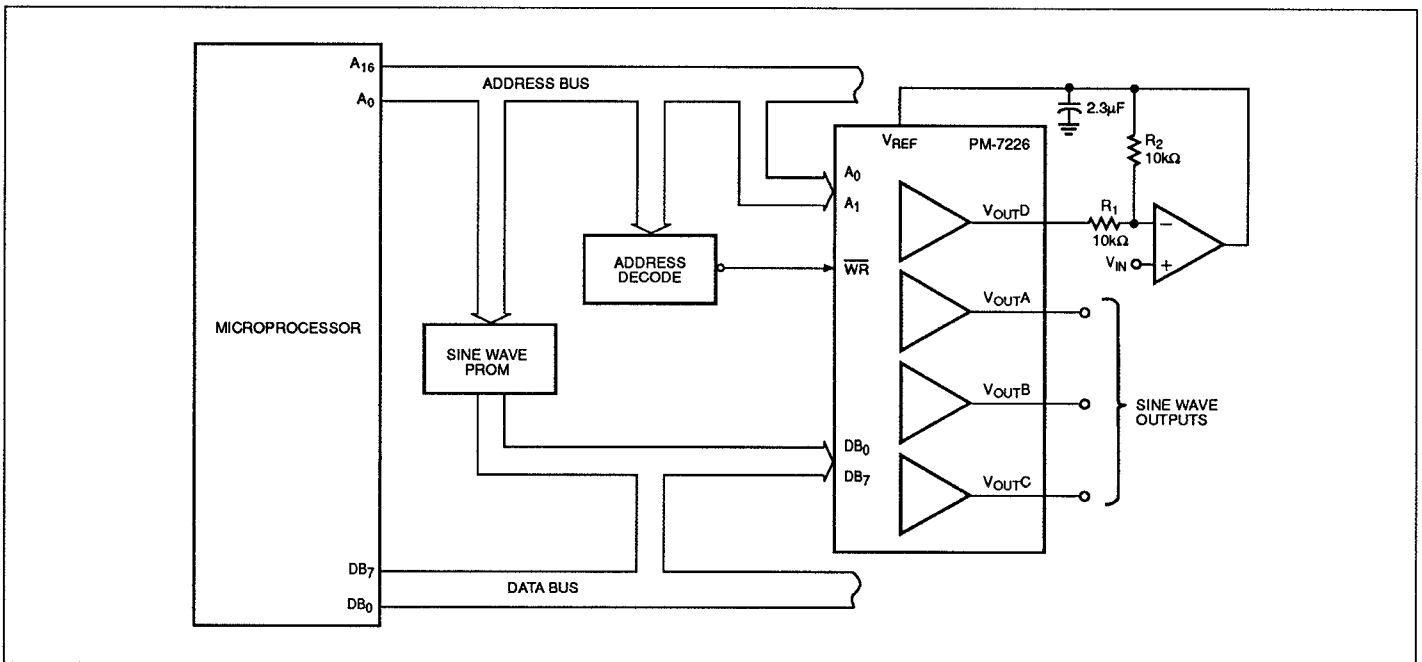 A16
A0
ADDRESS BUS
MICROPROCESSOR
SINE WAVE
PROM
ADDRESS
DECODE
VREF
PM-7226
A0
A1
WR
DB0
DB7
VOUTD
VOUTA
VOUTB
VOUTC
2.3µF
R2
10kΩ
R1
10kΩ
−
+
VIN
SINE WAVE
OUTPUTS
DB7
DB0
DATA BUS